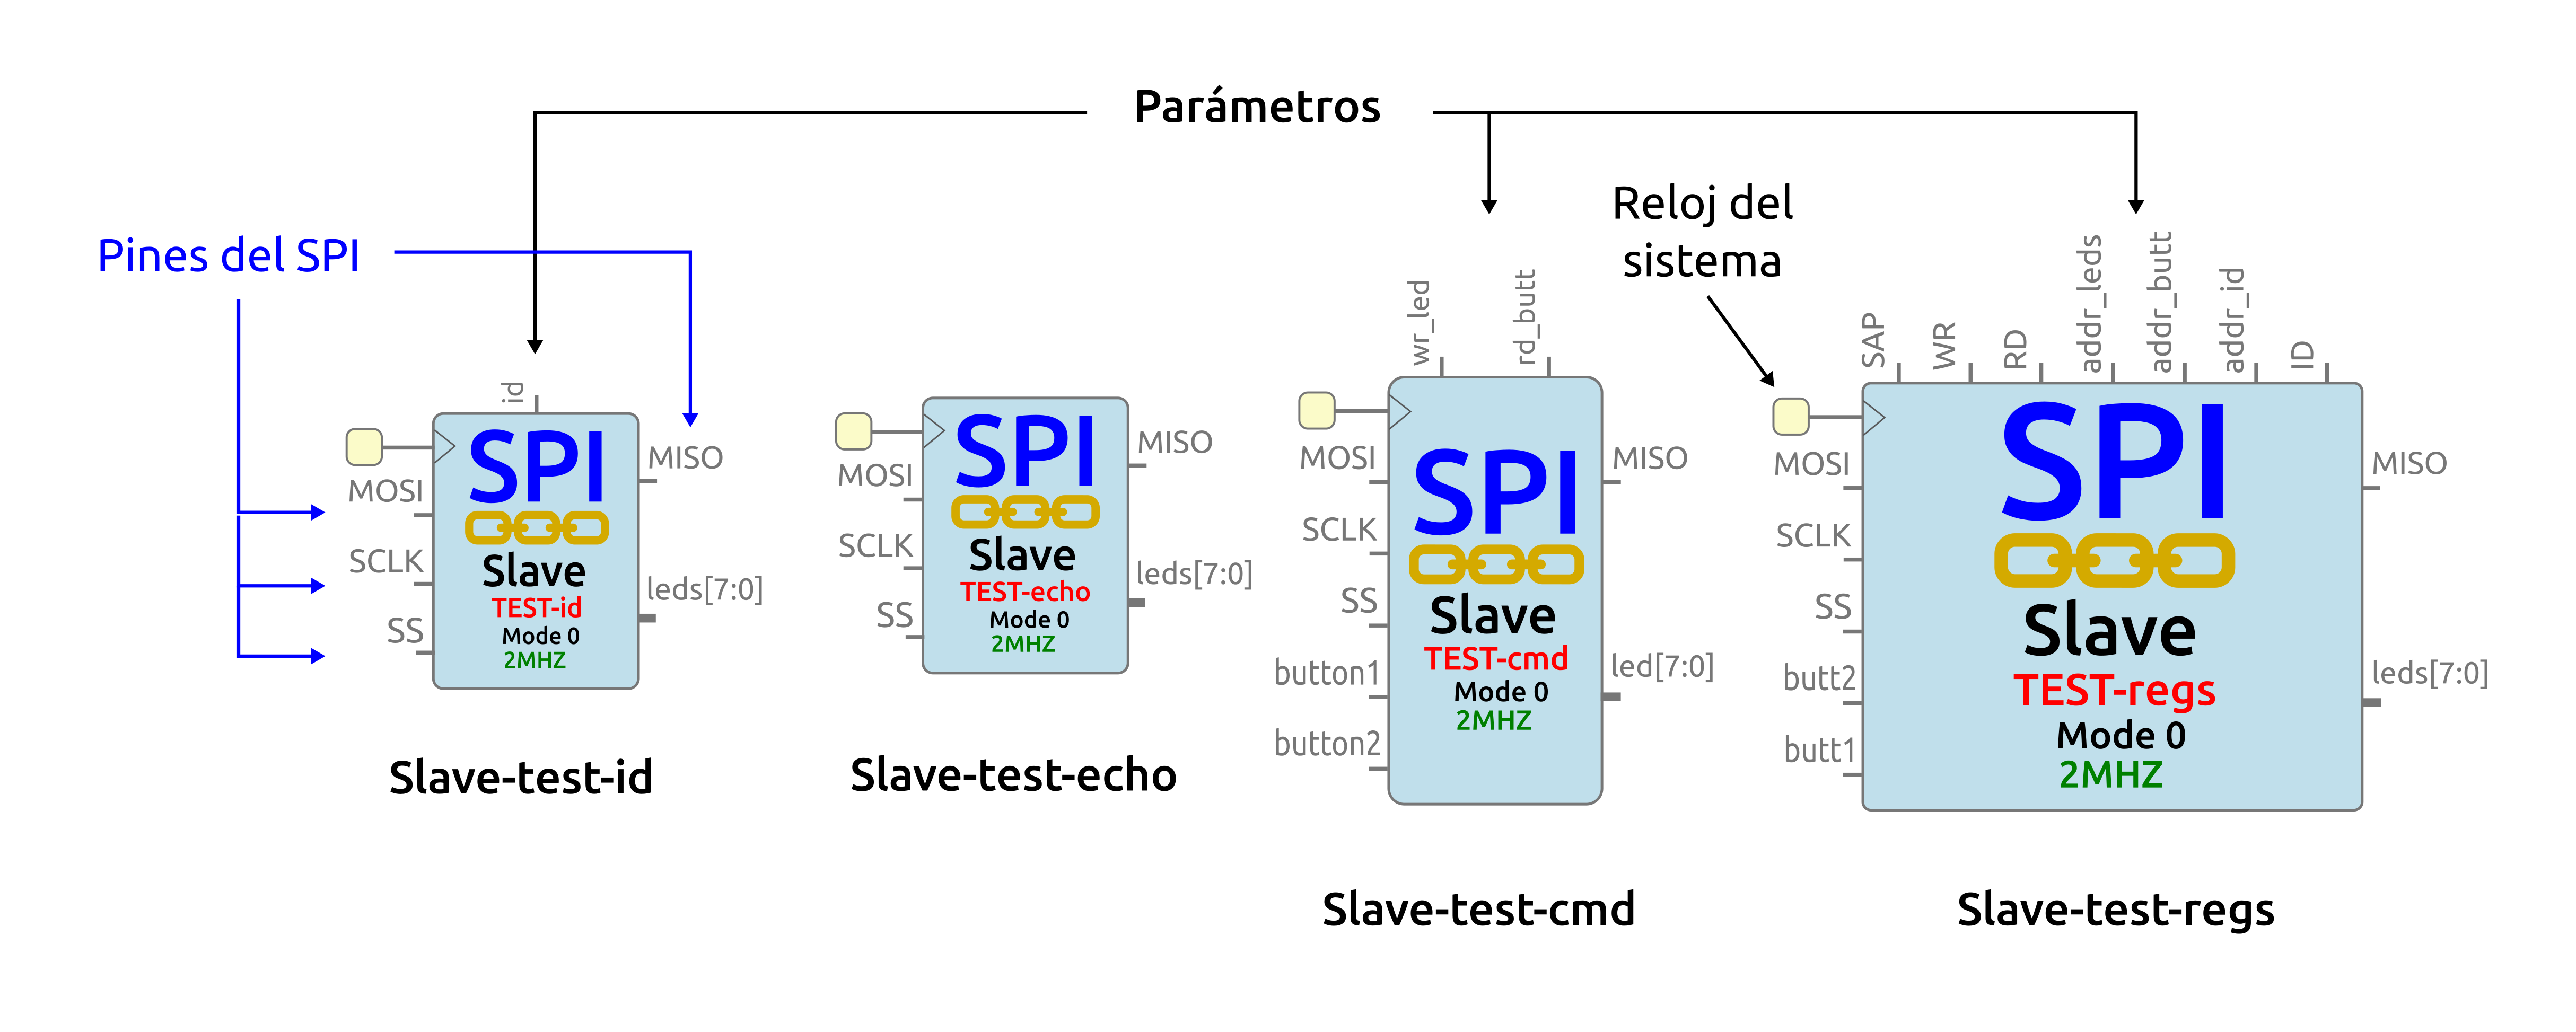 Parámetros
Pines del SPI
Reloj del
sistema
id
MOSI
SCLK
SS
MISO
leds[7:0]
SPI
Slave
TEST-id
Mode 0
2MHZ
Slave-test-id
MOSI
SCLK
SS
MISO
leds[7:0]
SPI
Slave
TEST-echo
Mode 0
2MHZ
Slave-test-echo
wr_led
rd_butt
MOSI
SCLK
SS
button1
button2
MISO
led[7:0]
SPI
Slave
TEST-cmd
Mode 0
2MHZ
Slave-test-cmd
SAP
WR
RD
addr_leds
addr_butt
addr_id
ID
MOSI
SCLK
SS
butt2
butt1
MISO
leds[7:0]
SPI
Slave
TEST-regs
Mode 0
2MHZ
Slave-test-regs